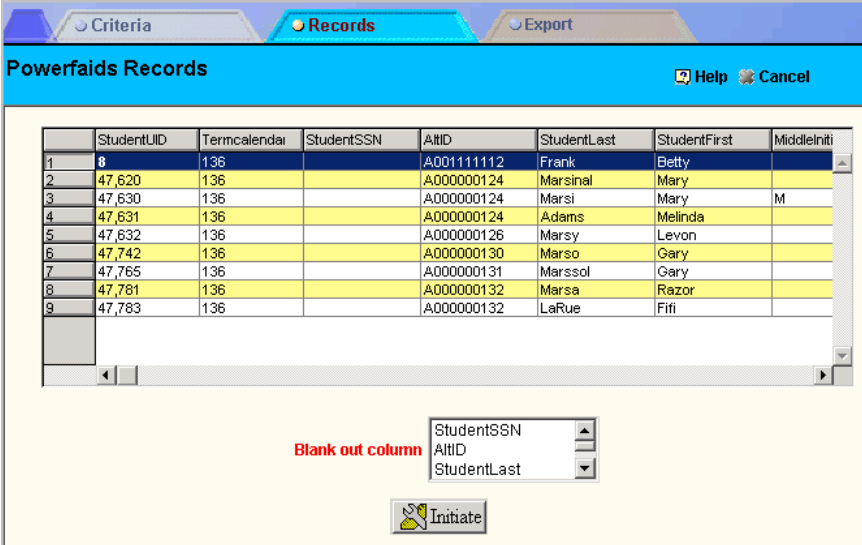 Criteria Records Export
Powerfaids Records
Help Cancel
StudentUID Termcalendar StudentSSN AltID StudentLast StudentFirst MiddleIniti
1 8 136 A001111112 Frank Betty
2 47,620 136 A000000124 Marsinal Mary
3 47,630 136 A000000124 Marsi Mary M
4 47,631 136 A000000124 Adams Melinda
5 47,632 136 A000000126 Marsy Levon
6 47,742 136 A000000130 Marso Gary
7 47,765 136 A000000131 Marssol Gary
8 47,781 136 A000000132 Marsa Razor
9 47,783 136 A000000132 LaRue Fifi
StudentSSN
Blank out column AltID
StudentLast
Initiate